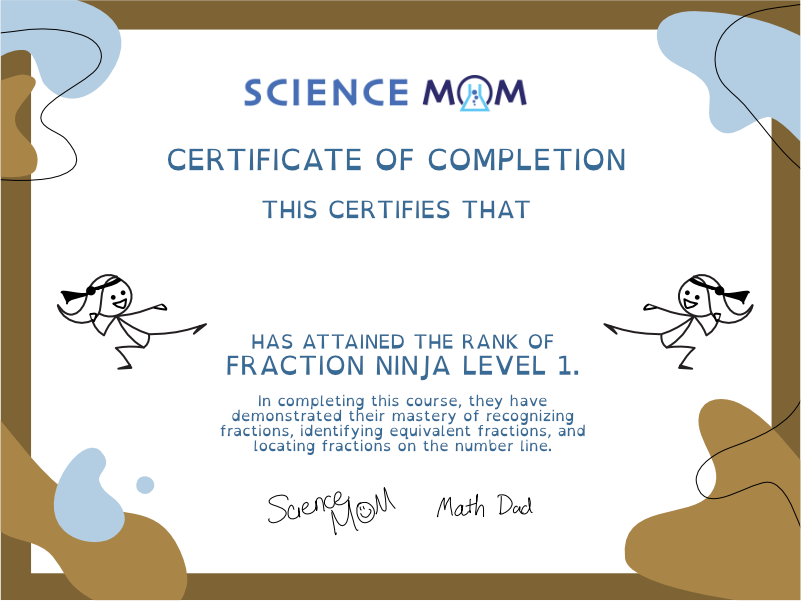 SCIENCE MOM
CERTIFICATE OF COMPLETION
THIS CERTIFIES THAT
HAS ATTAINED THE RANK OF
FRACTION NINJA LEVEL 1.
In completing this course, they have
demonstrated their mastery of recognizing
fractions, identifying equivalent fractions, and
locating fractions on the number line.
Science MOM Math Dad